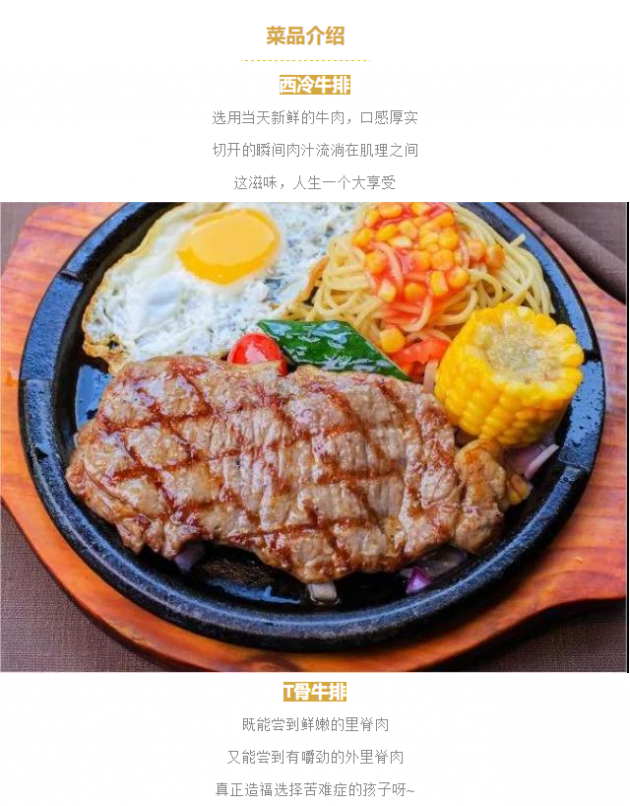 菜品介绍
西冷牛排
选用当天新鲜的牛肉，口感厚实
切开的瞬间肉汁流淌在肌理之间
这滋味，人生一个大享受
T骨牛排
既能尝到鲜嫩的里脊肉
又能尝到有嚼劲的外里脊肉
真正造福选择苦难症的孩子呀~